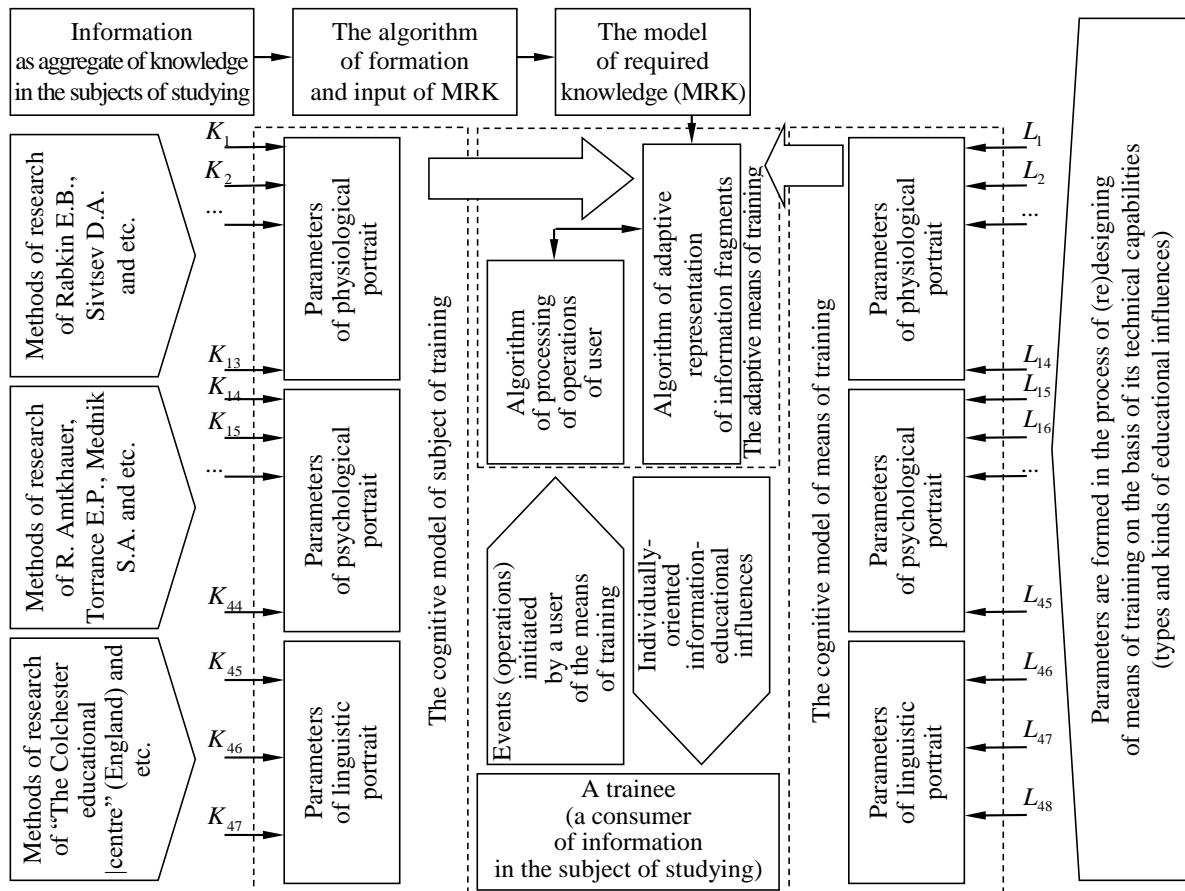 Information
as aggregate of knowledge
in the subjects of studying
The algorithm
of formation
and input of MRK
The model
of required
knowledge (MRK)
Methods of research
of Rabkin E.B.,
Sivtsev D.A.
and etc.
Methods of research
of R. Amtkhauer,
Torrance E.P., Mednik
S.A. and etc.
Methods of research
of “The Colchester
educational
|centre” (England) and
etc.
K1
K2
...
K13
K14
K15
...
K44
K45
K46
K47
Parameters
of physiological
portrait
Parameters
of psychological
portrait
Parameters
of linguistic
portrait
The cognitive model of subject of training
Algorithm
of processing
of operations
of user
Algorithm of adaptive
representation
of information fragments
The adaptive means of training
Events (operations)
initiated
by a user
of the means
of training
Individually-
oriented
information-
educational
influences
A trainee
(a consumer
of information
in the subject of studying)
The cognitive model of means of training
Parameters
of physiological
portrait
Parameters
of psychological
portrait
Parameters
of linguistic
portrait
L1
L2
...
L14
L15
L16
...
L45
L46
L47
L48
Parameters are formed in the process of (re)designing
of means of training on the basis of its technical capabilities
(types and kinds of educational influences)